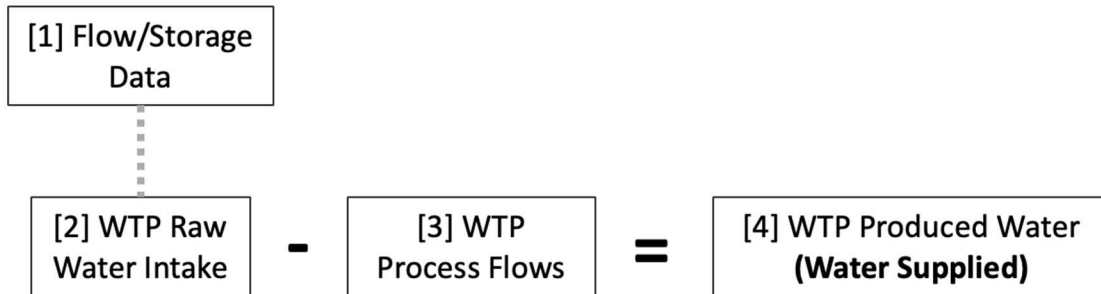 [1] Flow/Storage
Data
[2] WTP Raw
Water Intake
-
[3] WTP
Process Flows
=
[4] WTP Produced Water
(Water Supplied)